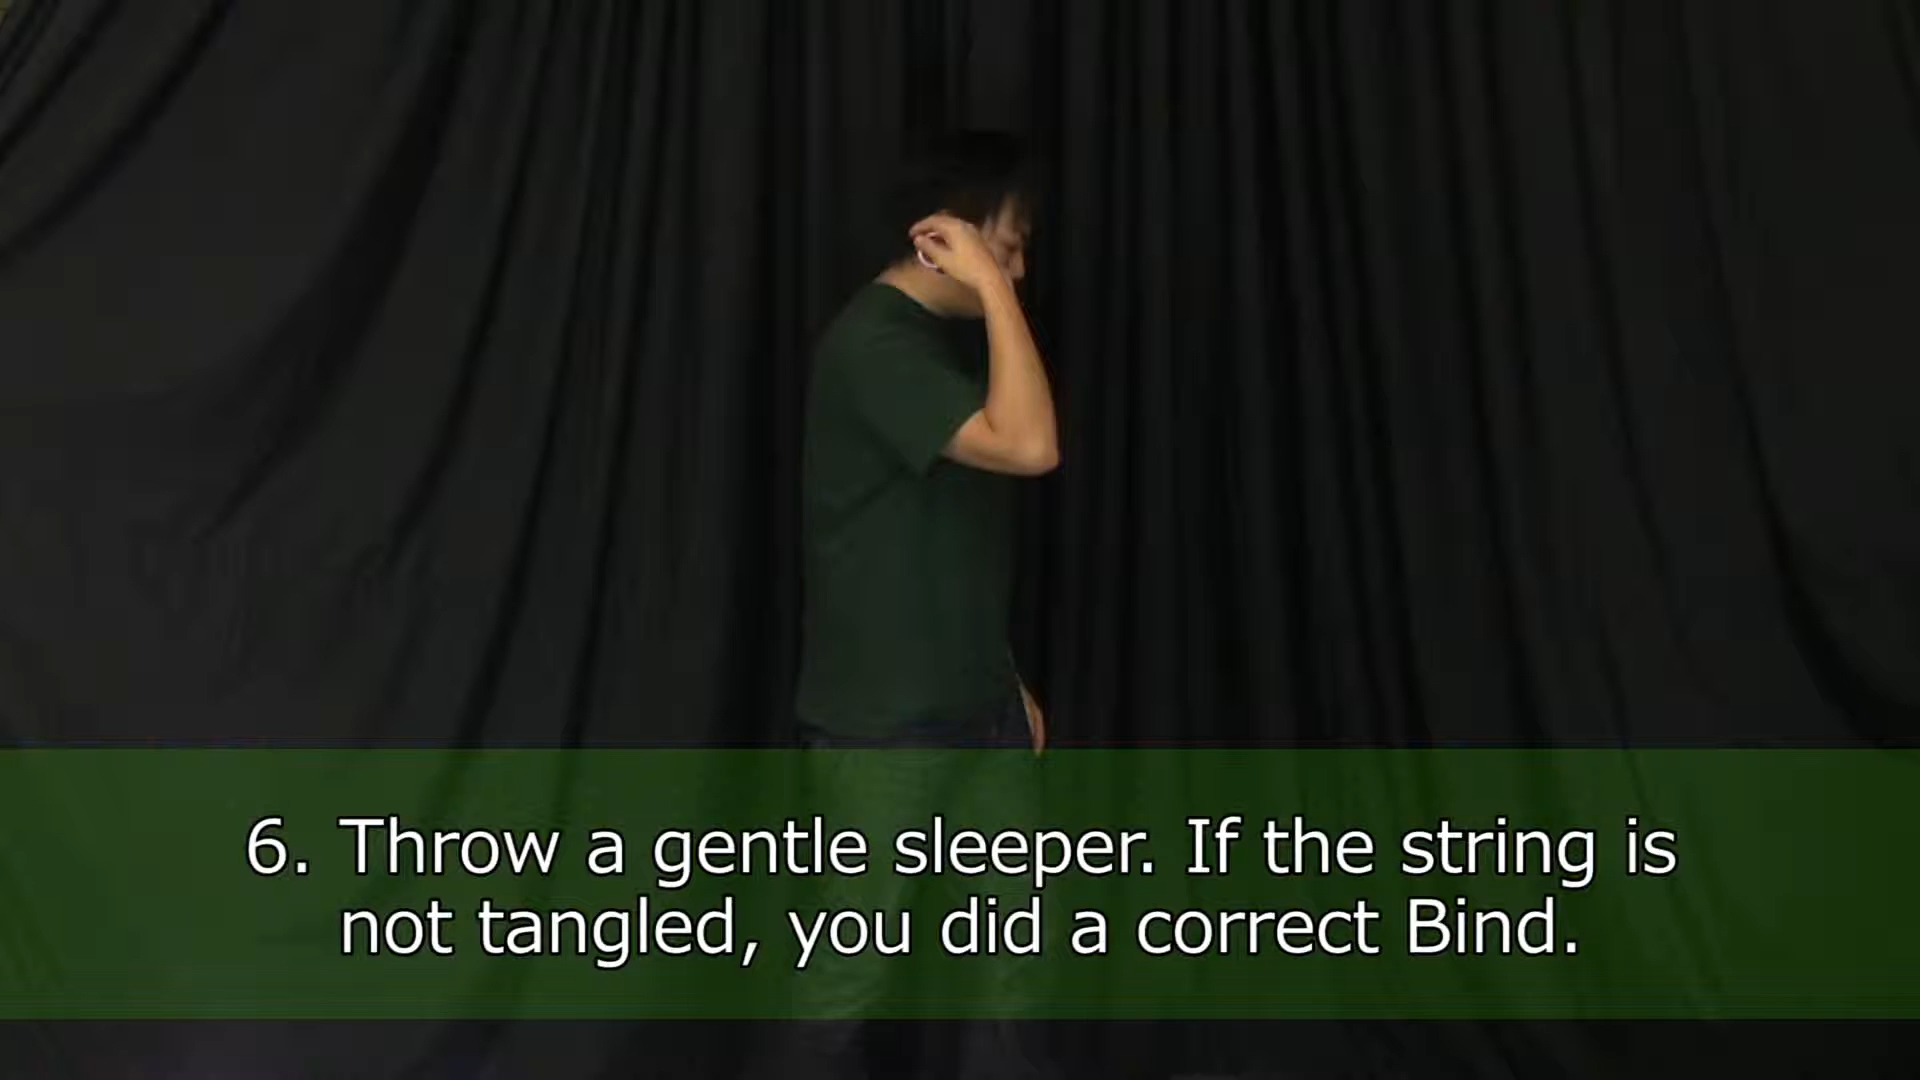 6. Throw a gentle sleeper. If the string is
not tangled, you did a correct Bind.